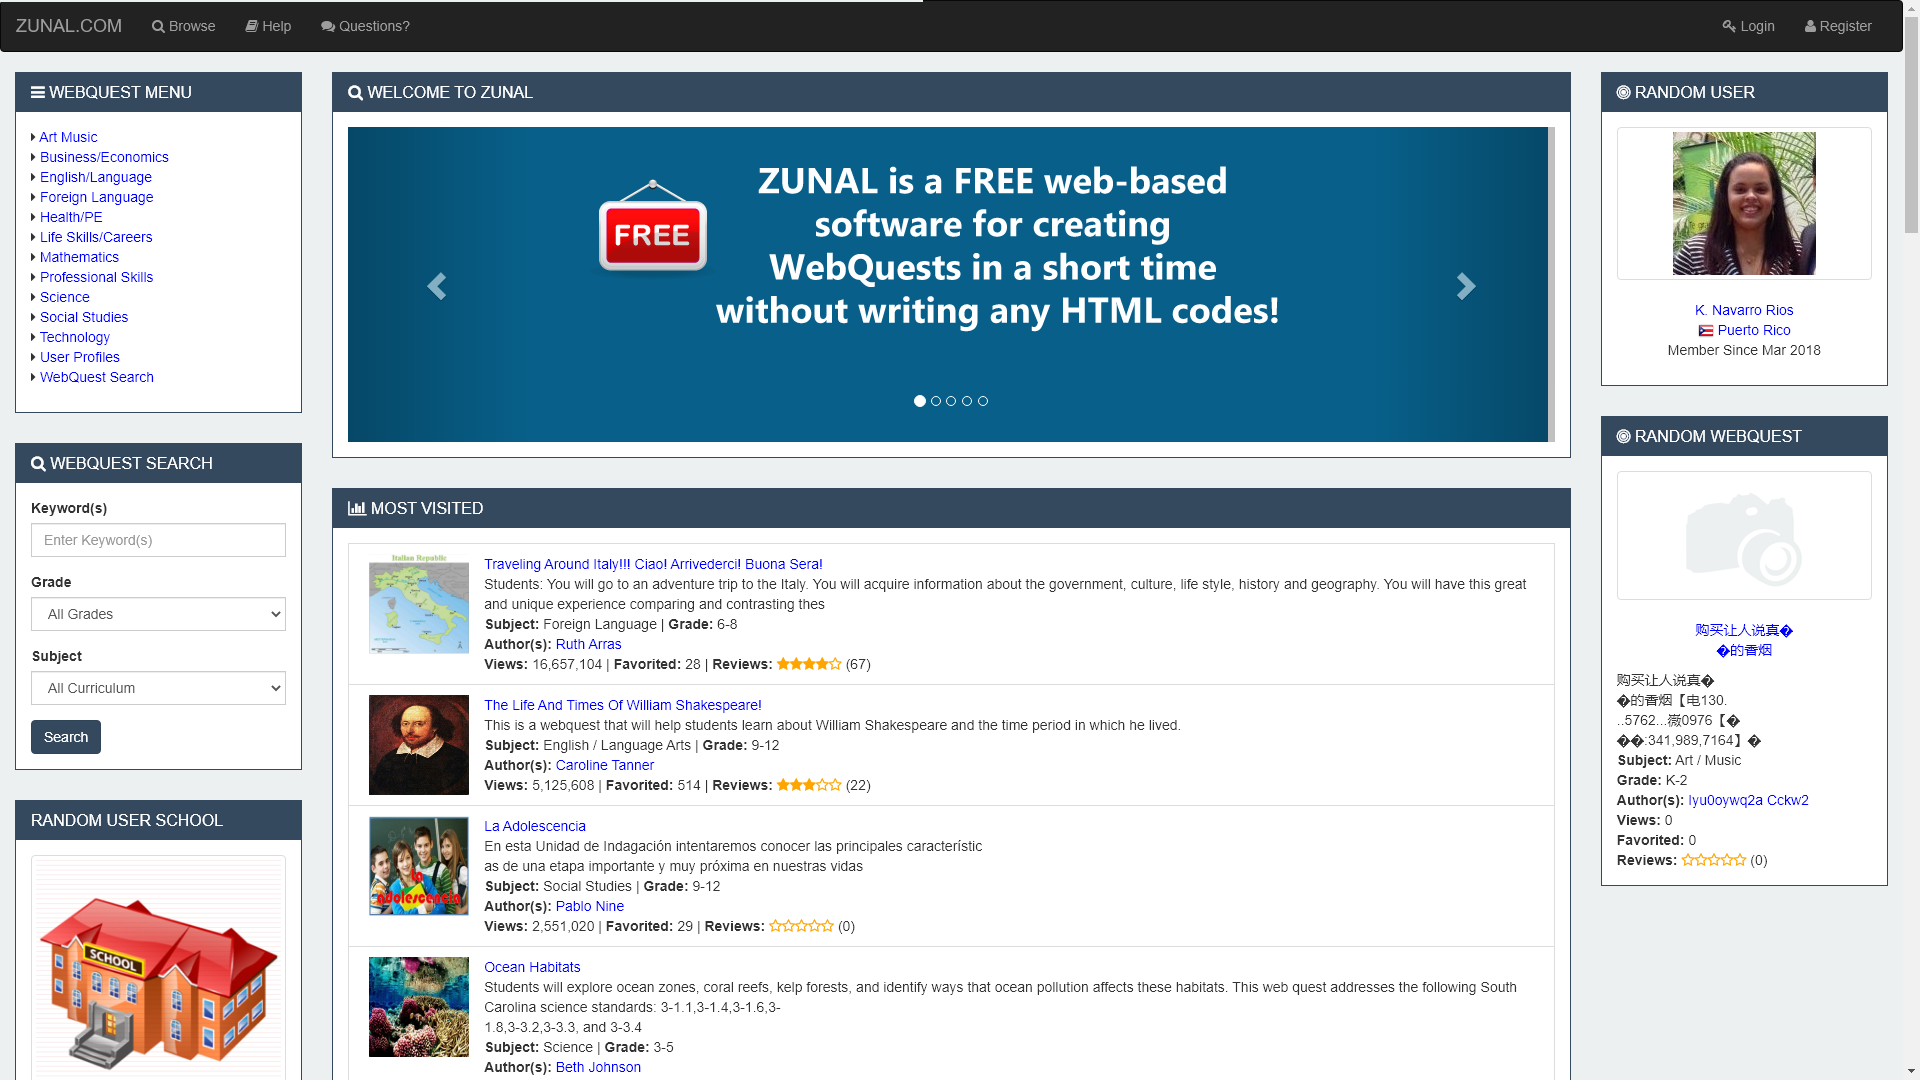 ZUNAL.COM Browse Help Questions? Login Register
WEBQUEST MENU
Art Music
Business/Economics
English/Language
Foreign Language
Health/PE
Life Skills/Careers
Mathematics
Professional Skills
Science
Social Studies
Technology
User Profiles
WebQuest Search
WEBQUEST SEARCH
Keyword(s)
Enter Keyword(s)
Grade
All Grades
Subject
All Curriculum
Search
RANDOM USER SCHOOL
SCHOOL
WELCOME TO ZUNAL
FREE
ZUNAL is a FREE web-based
software for creating
WebQuests in a short time
without writing any HTML codes!
MOST VISITED
Italian Republic
Traveling Around Italy!!! Ciao! Arrivederci! Buona Sera!
Students: You will go to an adventure trip to the Italy. You will acquire information about the government, culture, life style, history and geography. You will have this great
and unique experience comparing and contrasting thes
Subject: Foreign Language | Grade: 6-8
Author(s): Ruth Arras
Views: 16,657,104 | Favorited: 28 | Reviews: (67)
The Life And Times Of William Shakespeare!
This is a webquest that will help students learn about William Shakespeare and the time period in which he lived.
Subject: English / Language Arts | Grade: 9-12
Author(s): Caroline Tanner
Views: 5,125,608 | Favorited: 514 | Reviews: (22)
La adolescencia
La Adolescencia
En esta Unidad de Indagación intentaremos conocer las principales característic
as de una etapa importante y muy próxima en nuestras vidas
Subject: Social Studies | Grade: 9-12
Author(s): Pablo Nine
Views: 2,551,020 | Favorited: 29 | Reviews: (0)
Ocean Habitats
Students will explore ocean zones, coral reefs, kelp forests, and identify ways that ocean pollution affects these habitats. This web quest addresses the following South
Carolina science standards: 3-1.1,3-1.4,3-1.6,3-
1.8,3-3.2,3-3.3, and 3-3.4
Subject: Science | Grade: 3-5
Author(s): Beth Johnson
RANDOM USER
K. Navarro Rios
Puerto Rico
Member Since Mar 2018
RANDOM WEBQUEST
购买让人说真�
�的香烟
购买让人说真�
�的香烟【电130.
..5762...薇0976【�
��:341,989,7164】�
Subject: Art / Music
Grade: K-2
Author(s): Iyu0oywq2a Cckw2
Views: 0
Favorited: 0
Reviews: (0)